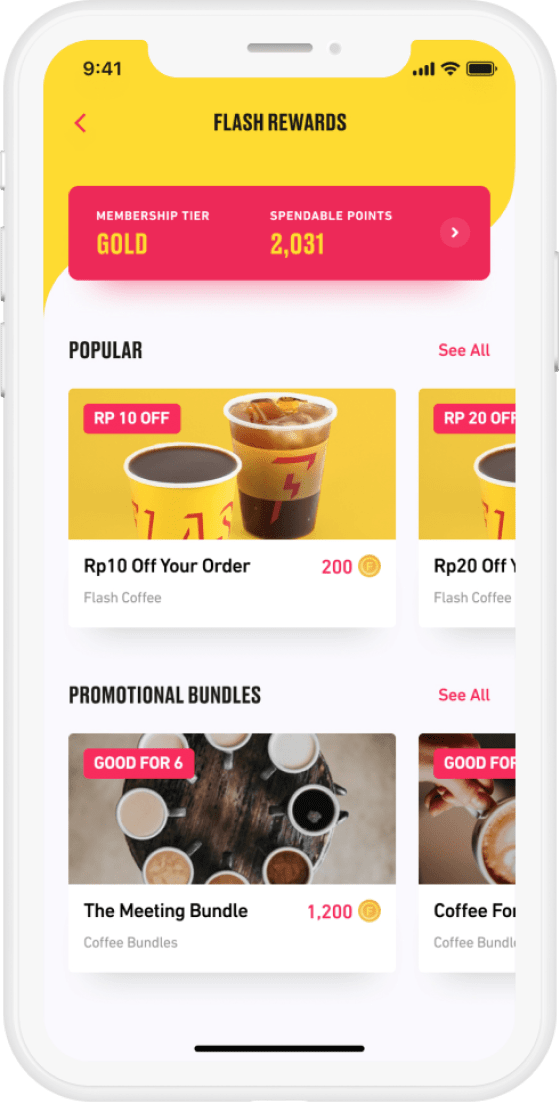 9:41
FLASH REWARDS
MEMBERSHIP TIER
SPENDABLE POINTS
GOLD
2,031
POPULAR
See All
RP 10 OFF
RP 20 OFF
Rp10 Off Your Order
200
Rp20 Off
Flash Coffee
Flash Coffee
PROMOTIONAL BUNDLES
See All
GOOD FOR 6
GOOD FOR
The Meeting Bundle
1,200
Coffee For
Coffee Bundles
Coffee